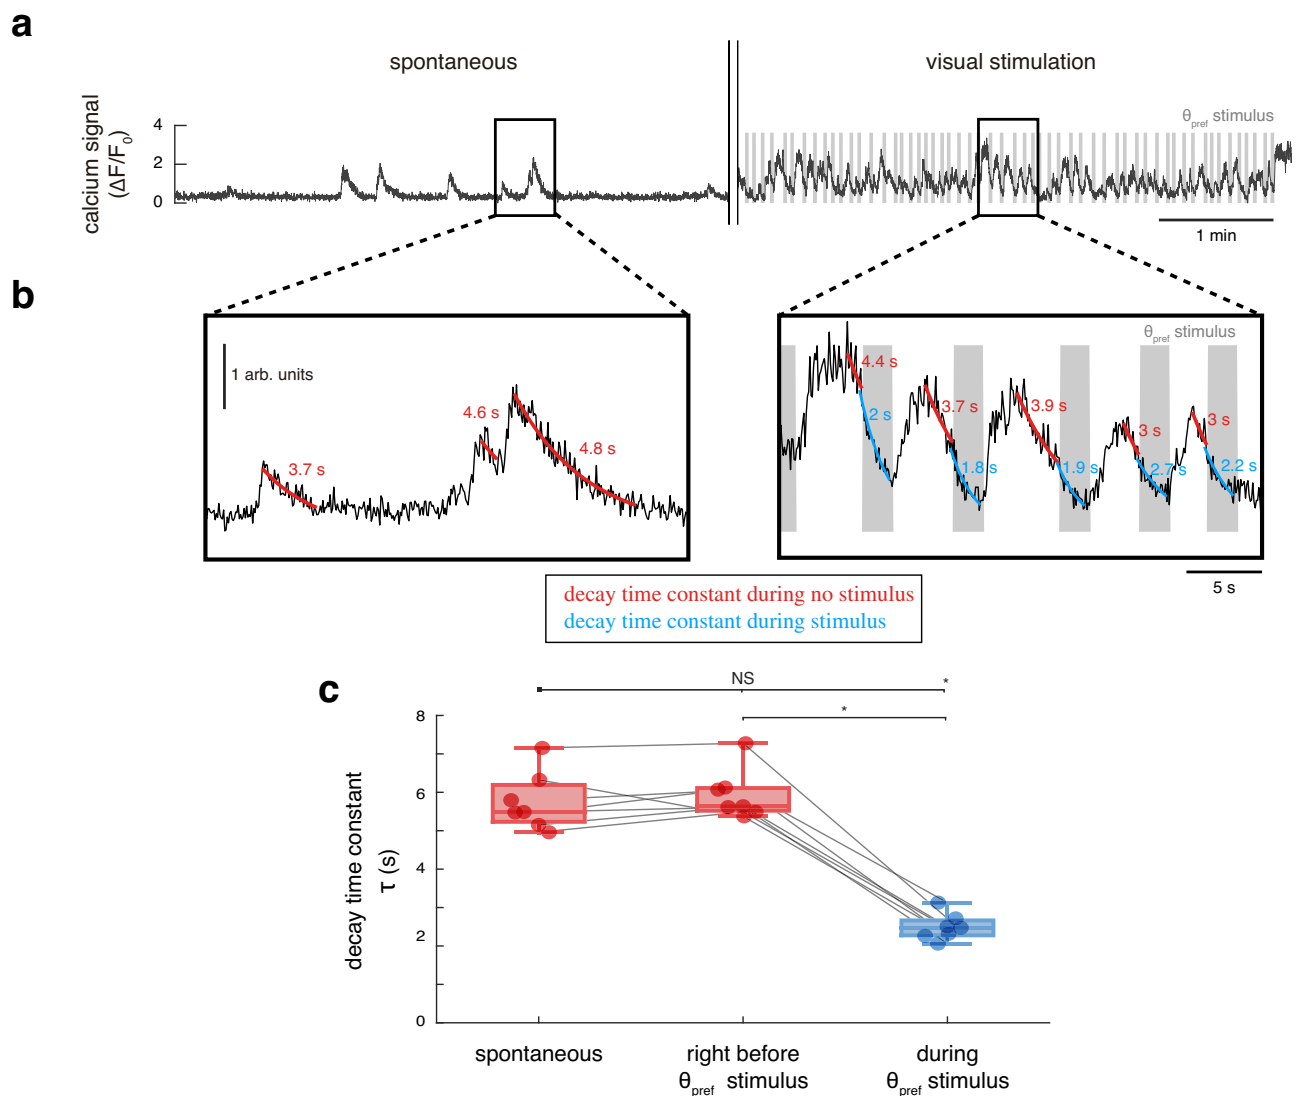 a
spontaneous
visual stimulation
calcium signal
(ΔF/F0)
4
2
0
θpref stimulus
1 min
b
1 arb. units
3.7 s
4.6 s
4.8 s
θpref stimulus
4.4 s
2 s
3.7 s
1.8 s
3.9 s
1.9 s
3 s
2.7 s
3 s
2.2 s
5 s
decay time constant during no stimulus
decay time constant during stimulus
c
NS
*
*
decay time constant
τ (s)
8
6
4
2
0
spontaneous
right before
θpref stimulus
during
θpref stimulus